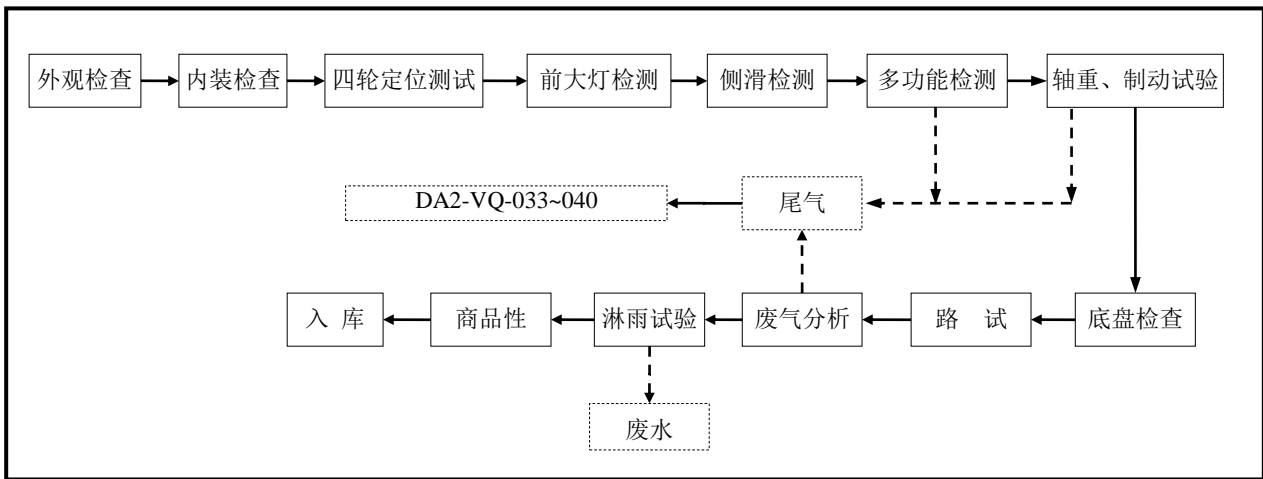 外观检查 内装检查 四轮定位测试 前大灯检测 侧滑检测 多功能检测 轴重、制动试验
DA2-VQ-033~040 尾气
入 库 商品性 淋雨试验 废气分析 路 试 底盘检查
废水